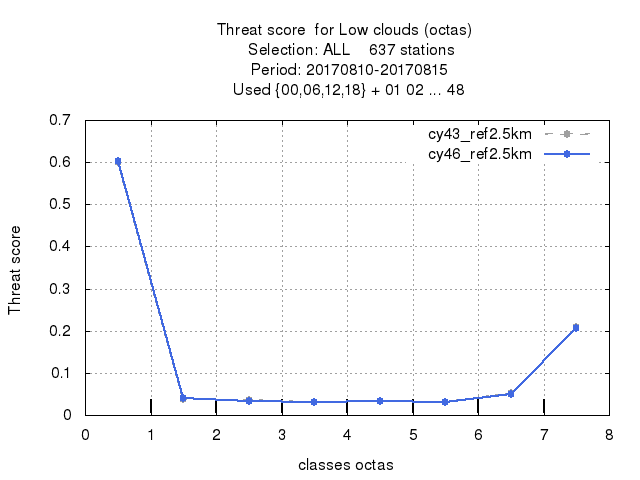 Threat score  for Low clouds (octas)
Selection: ALL    637 stations
Period: 20170810-20170815
Used {00,06,12,18} + 01 02 ... 48
0.7
0.6
0.5
0.4
0.3
0.2
0.1
0
Threat score
cy43_ref2.5km
cy46_ref2.5km
0 1 2 3 4 5 6 7 8
classes octas